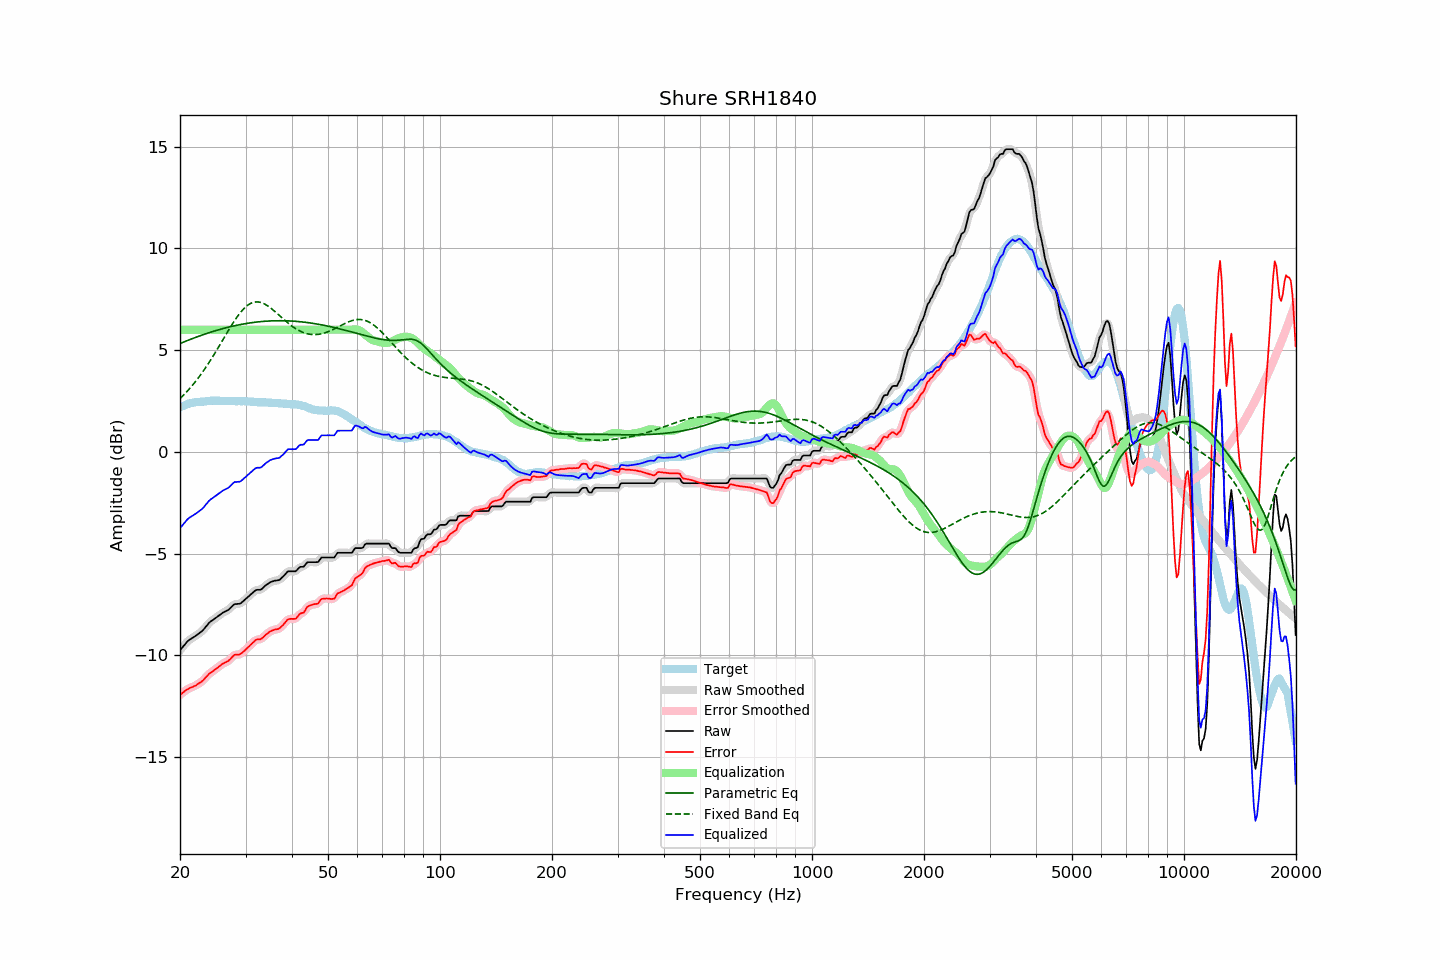 Shure SRH1840
Amplitude (dBr)
15
10
5
0
−5
−10
−15
Target
Raw Smoothed
Error Smoothed
Raw
Error
Equalization
Parametric Eq
Fixed Band Eq
Equalized
20 50 100 200 500 1000 2000 5000 10000 20000
Frequency (Hz)